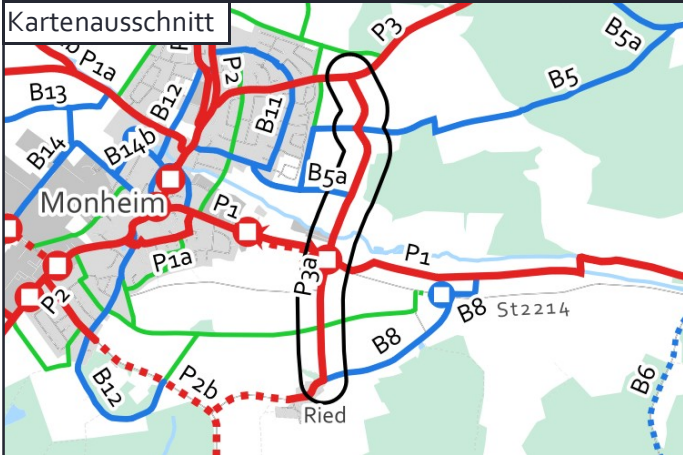 Kartenausschnitt
P3
B5a
P1a
P2
B5
B13
B12
B11
B14
B14b
B5a
Monheim
P1
P1
P1a
P3a
P2
B8
St2214
B8
B12
P2b
B6
Ried